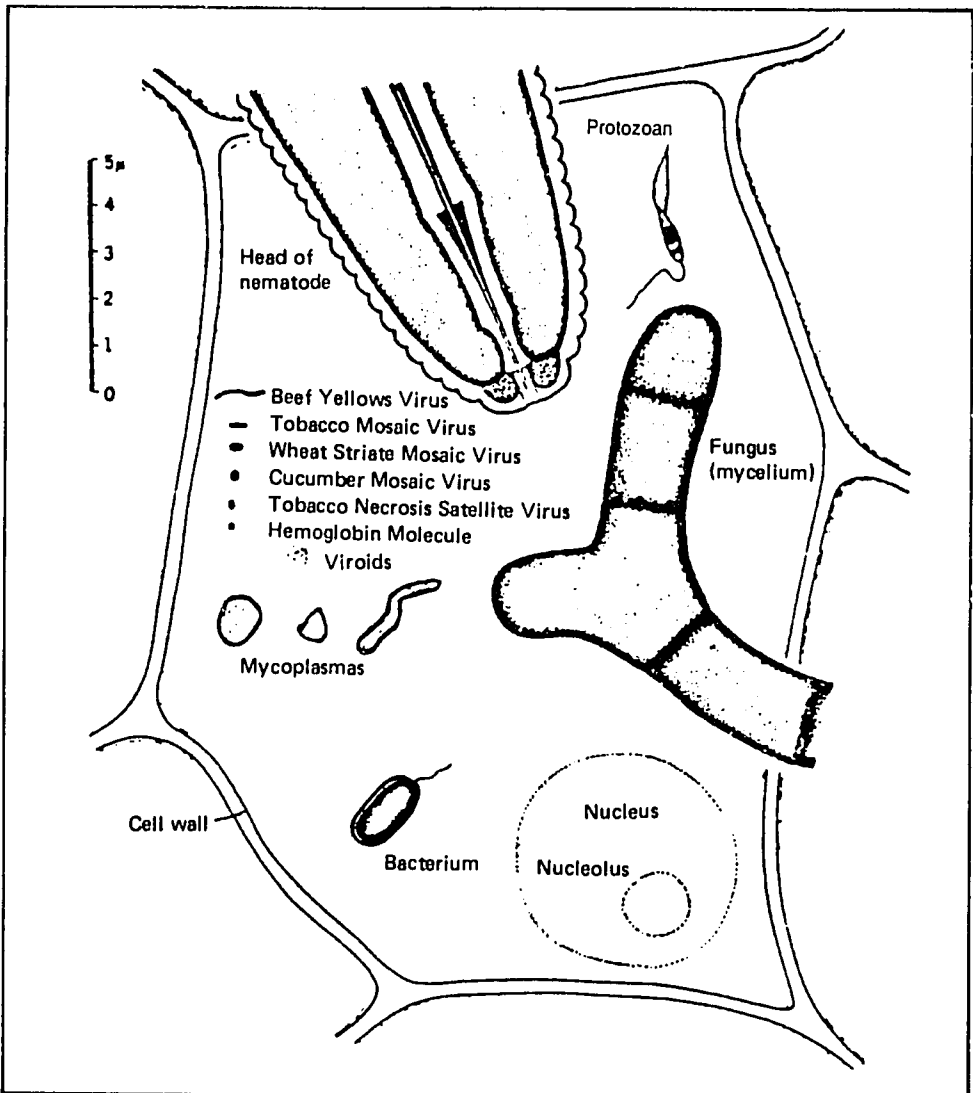 Protozoan
5μ
4
3
2
1
0
Head of
nematode
Beef Yellows Virus
Tobacco Mosaic Virus
Wheat Striate Mosaic Virus
Cucumber Mosaic Virus
Tobacco Necrosis Satellite Virus
Hemoglobin Molecule
Viroids
Fungus
(mycelium)
Mycoplasmas
Cell wall
Bacterium
Nucleus
Nucleolus